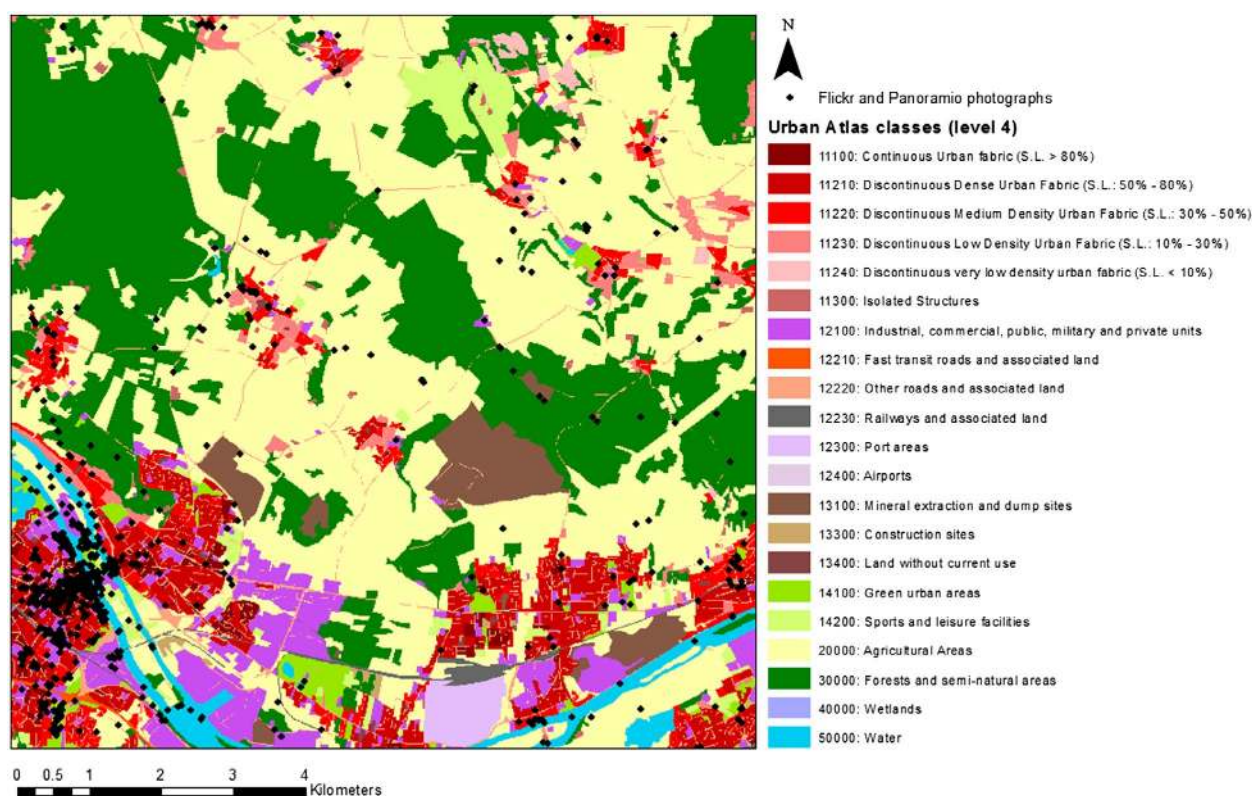 N
Flickr and Panoramio photographs
Urban Atlas classes (level 4)
11100: Continuous Urban fabric (S.L. > 80%)
11210: Discontinuous Dense Urban Fabric (S.L.: 50% - 80%)
11220: Discontinuous Medium Density Urban Fabric (S.L.: 30% - 50%)
11230: Discontinuous Low Density Urban Fabric (S.L.: 10% - 30%)
11240: Discontinuous very low density urban fabric (S.L. < 10%)
11300: Isolated Structures
12100: Industrial, commercial, public, military and private units
12210: Fast transit roads and associated land
12220: Other roads and associated land
12230: Railways and associated land
12300: Port areas
12400: Airports
13100: Mineral extraction and dump sites
13300: Construction sites
13400: Land without current use
14100: Green urban areas
14200: Sports and leisure facilities
20000: Agricultural Areas
30000: Forests and semi-natural areas
40000: Wetlands
50000: Water
0 0.5 1 2 3 4
Kilometers